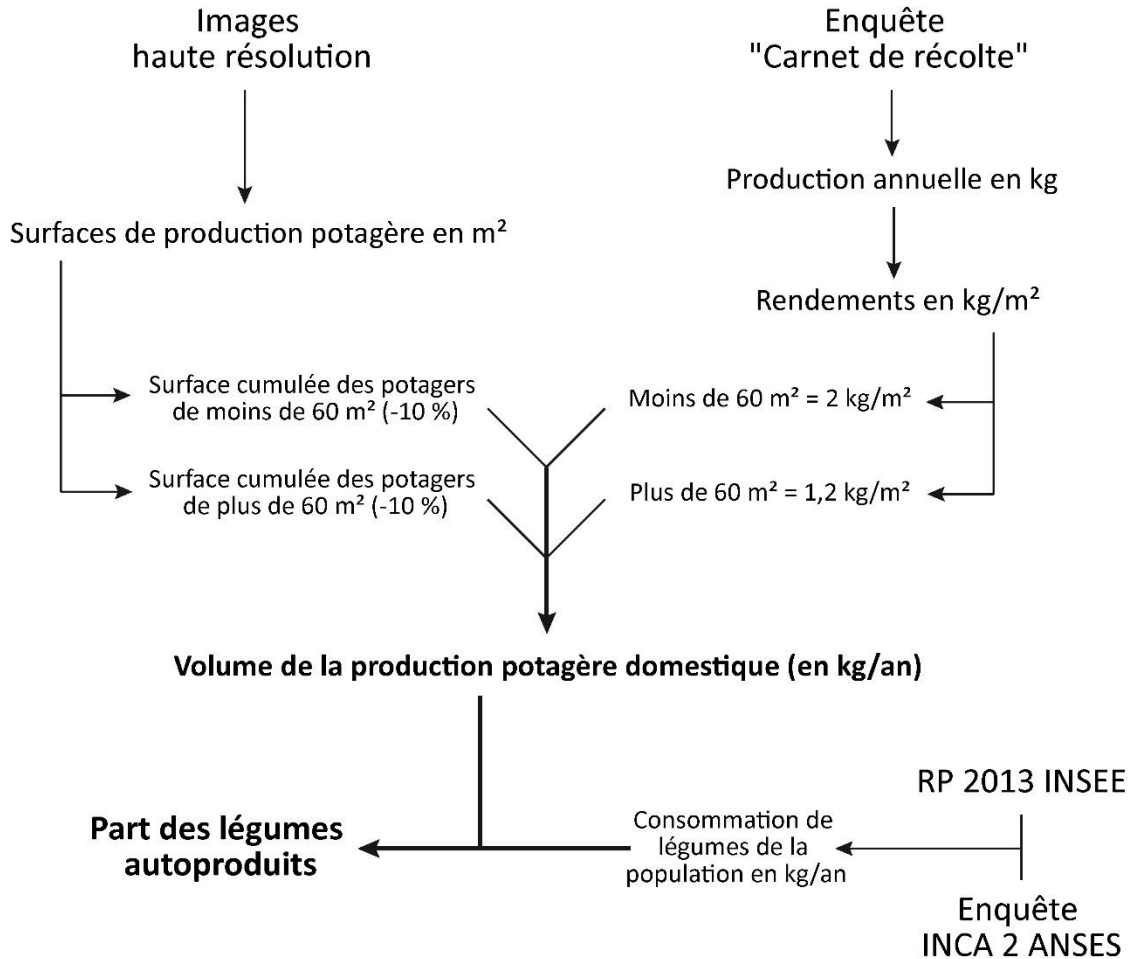 Images
haute résolution
Enquête
"Carnet de récolte"
Production annuelle en kg
Surfaces de production potagère en m²
Rendements en kg/m²
Surface cumulée des potagers
de moins de 60 m² (-10 %)
Moins de 60 m² = 2 kg/m²
Surface cumulée des potagers
de plus de 60 m² (-10 %)
Plus de 60 m² = 1,2 kg/m²
Volume de la production potagère domestique (en kg/an)
RP 2013 INSEE
Part des légumes
autoproduits
Consommation de
légumes de la
population en kg/an
Enquête
INCA 2 ANSES